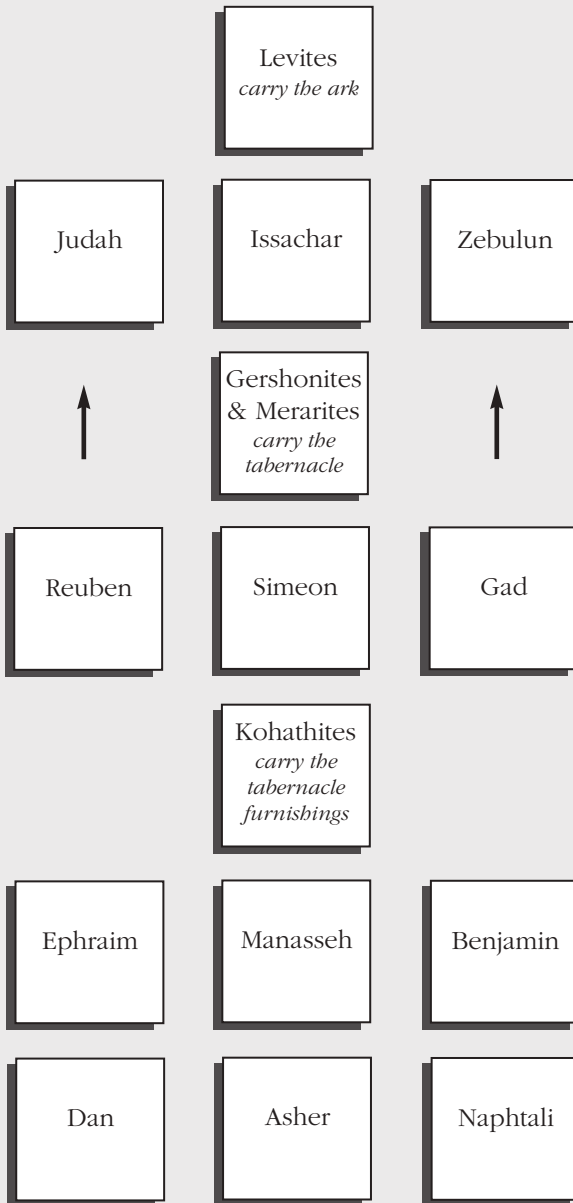 Levites
carry the ark
Judah
Issachar
Zebulun
Gershonites
& Merarites
carry the
tabernacle
Reuben
Simeon
Gad
Kohathites
carry the
tabernacle
furnishings
Ephraim
Manasseh
Benjamin
Dan
Asher
Naphtali